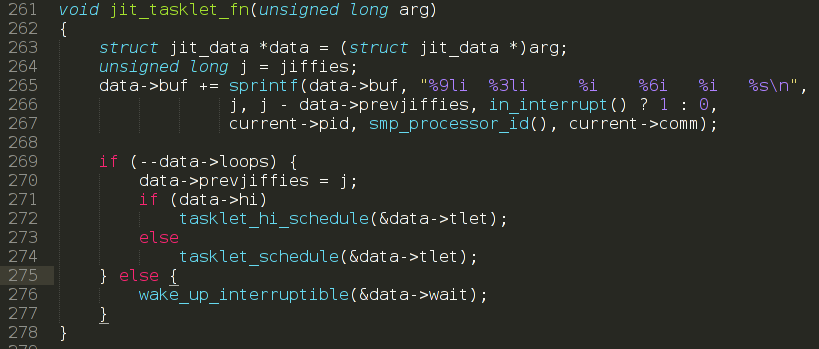 261 void jit_tasklet_fn(unsigned long arg)
262 {
263     struct jit_data *data = (struct jit_data *)arg;
264     unsigned long j = jiffies;
265     data->buf += sprintf(data->buf, "%9li  %3li     %i    %6i   %i   %s\n",
266                  j, j - data->prevjiffies, in_interrupt() ? 1 : 0,
267                  current->pid, smp_processor_id(), current->comm);
268
269     if (--data->loops) {
270         data->prevjiffies = j;
271         if (data->hi)
272             tasklet_hi_schedule(&data->tlet);
273         else
274             tasklet_schedule(&data->tlet);
275     } else {
276         wake_up_interruptible(&data->wait);
277     }
278 }